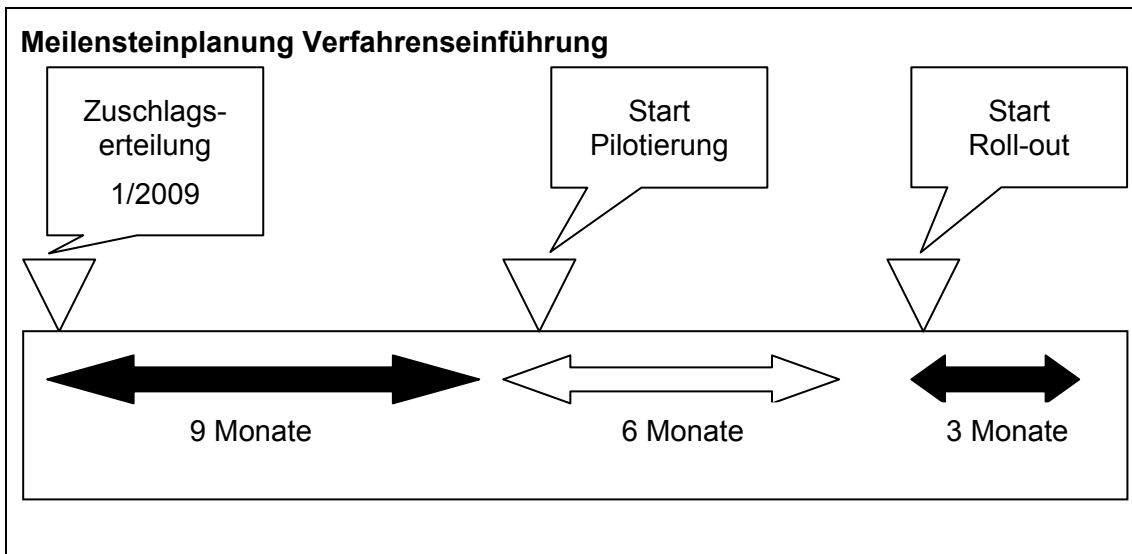 Meilensteinplanung Verfahrenseinführung
Zuschlags-
erteilung
1/2009
Start
Pilotierung
Start
Roll-out
9 Monate
6 Monate
3 Monate